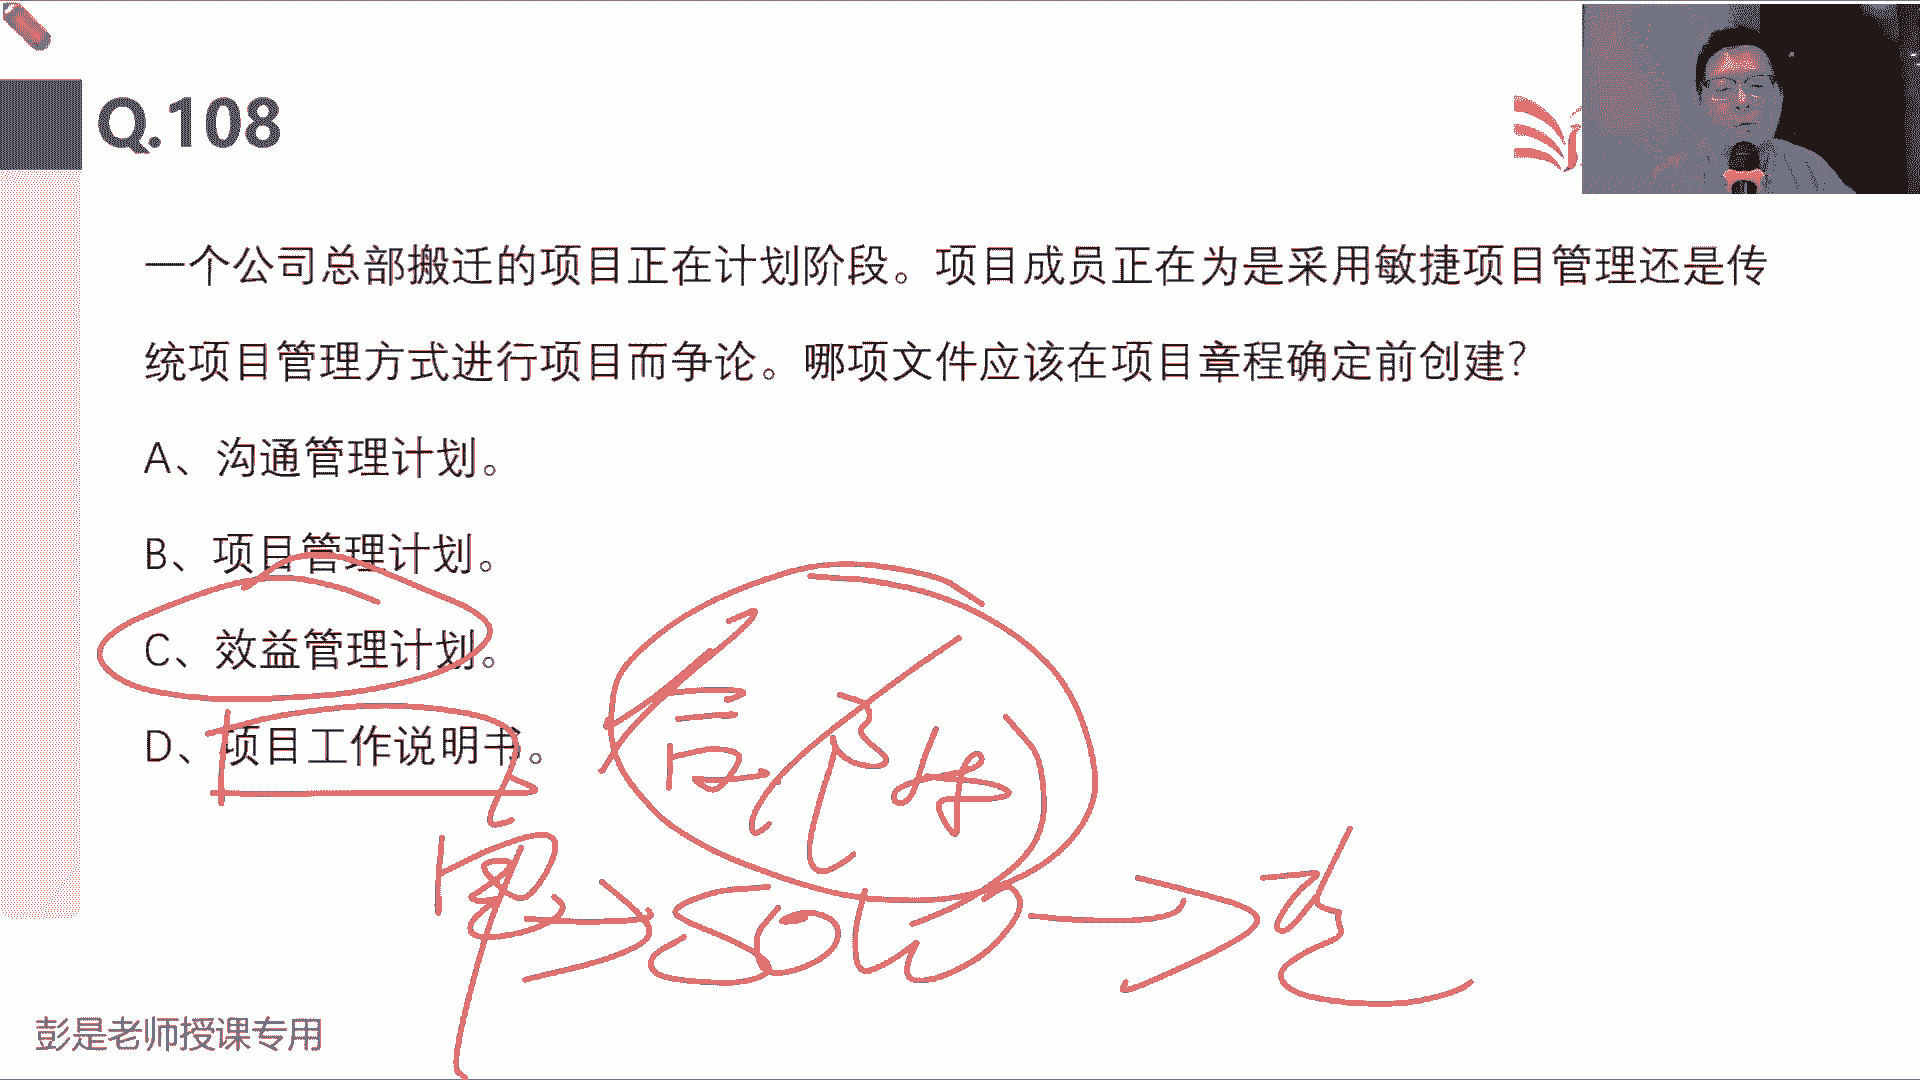 Q.108
一个公司总部搬迁的项目正在计划阶段。项目成员正在为是采用敏捷项目管理还是传
统项目管理方式进行项目而争论。哪项文件应该在项目章程确定前创建？
A、沟通管理计划。
B、项目管理计划。
C、效益管理计划。
D、项目工作说明书。
甲
SOW
彭是老师授课专用